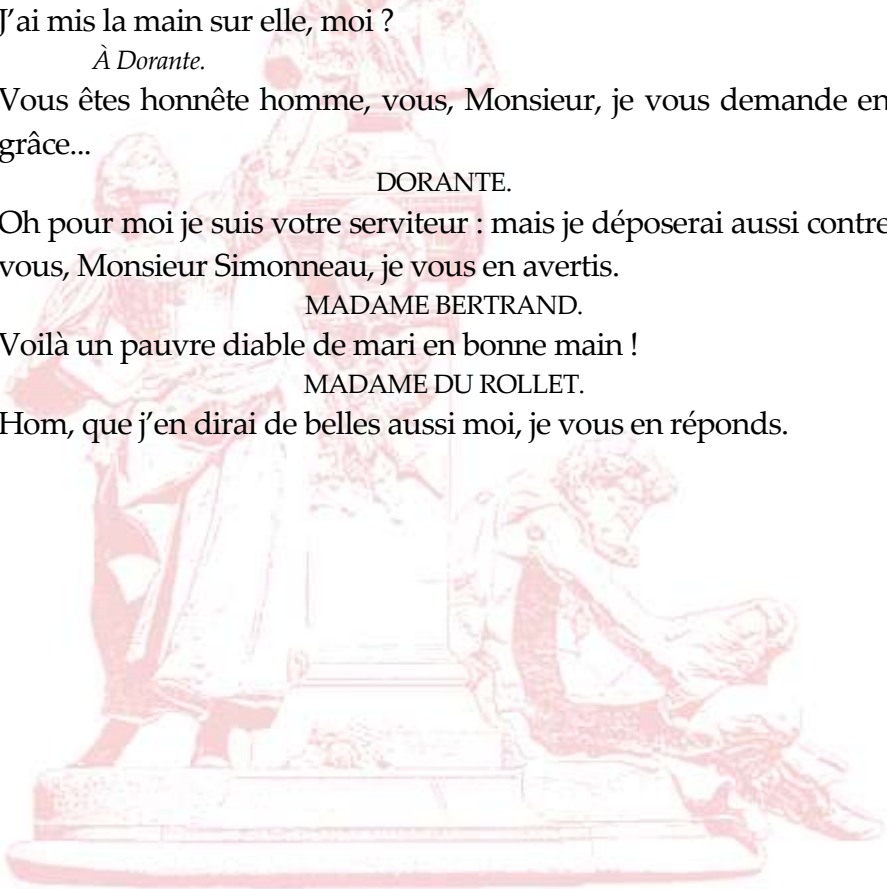 J’ai mis la main sur elle, moi ?
À Dorante.
Vous êtes honnête homme, vous, Monsieur, je vous demande en
grâce...
DORANTE.
Oh pour moi je suis votre serviteur : mais je déposerai aussi contre
vous, Monsieur Simonneau, je vous en avertis.
MADAME BERTRAND.
Voilà un pauvre diable de mari en bonne main !
MADAME DU ROLLET.
Hom, que j’en dirai de belles aussi moi, je vous en réponds.